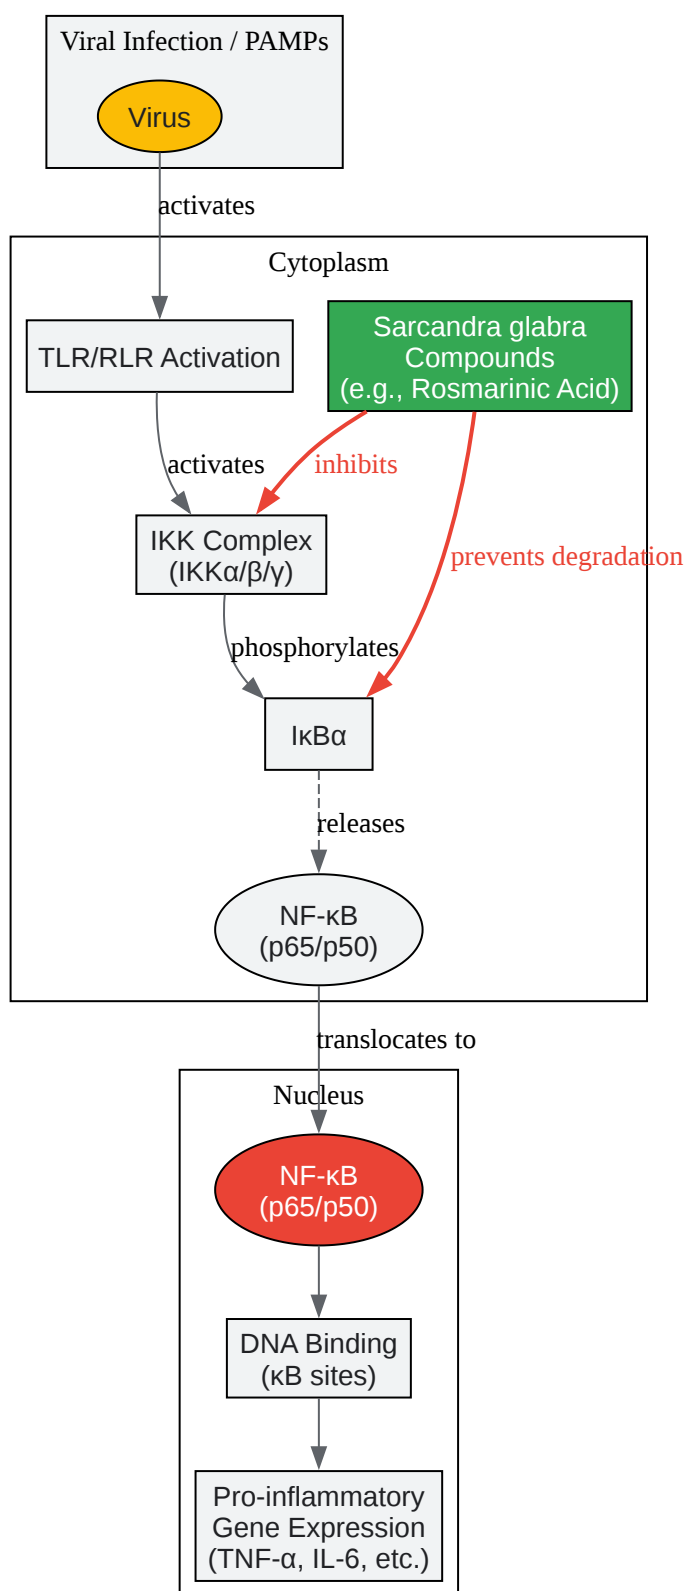 Viral Infection / PAMPs
Virus
activates
Cytoplasm
TLR/RLR Activation
Sarcandra glabra
Compounds
(e.g., Rosmarinic Acid)
activates
inhibits
IKK Complex
(IKKα/β/γ)
prevents degradation
phosphorylates
IκBα
releases
NF-κB
(p65/p50)
translocates to
Nucleus
NF-κB
(p65/p50)
DNA Binding
(κB sites)
Pro-inflammatory
Gene Expression
(TNF-α, IL-6, etc.)